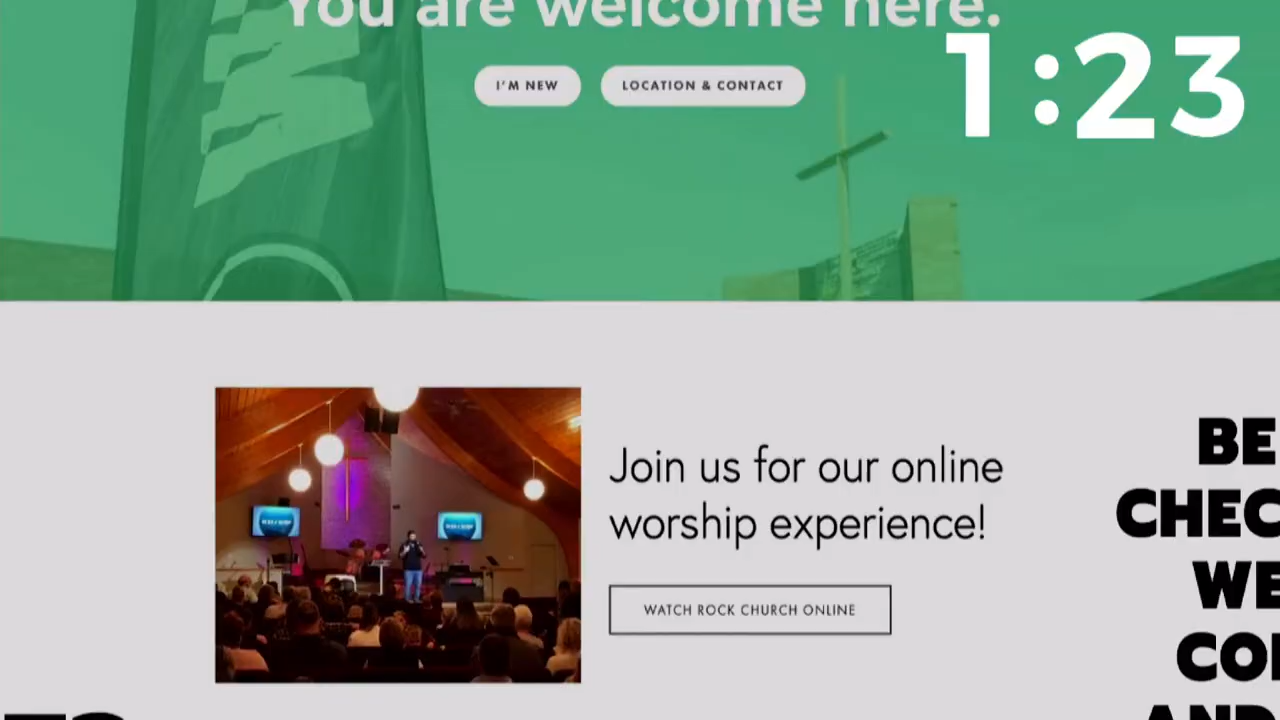 You are welcome here.
1:23
I'M NEW
LOCATION & CONTACT
Join us for our online
worship experience!
WATCH ROCK CHURCH ONLINE
BE
CHEC
WE
CO
AND